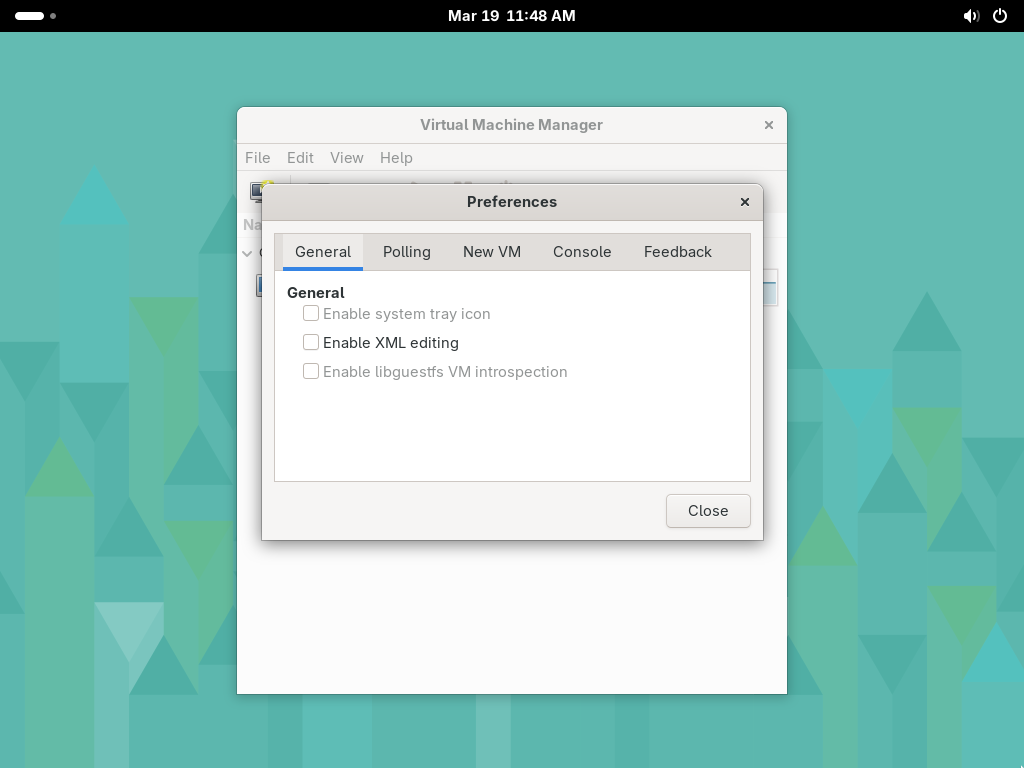 Mar 19 11:48 AM
Virtual Machine Manager
File Edit View Help
Preferences
General Polling New VM Console Feedback
General
Enable system tray icon
Enable XML editing
Enable libguestfs VM introspection
Close